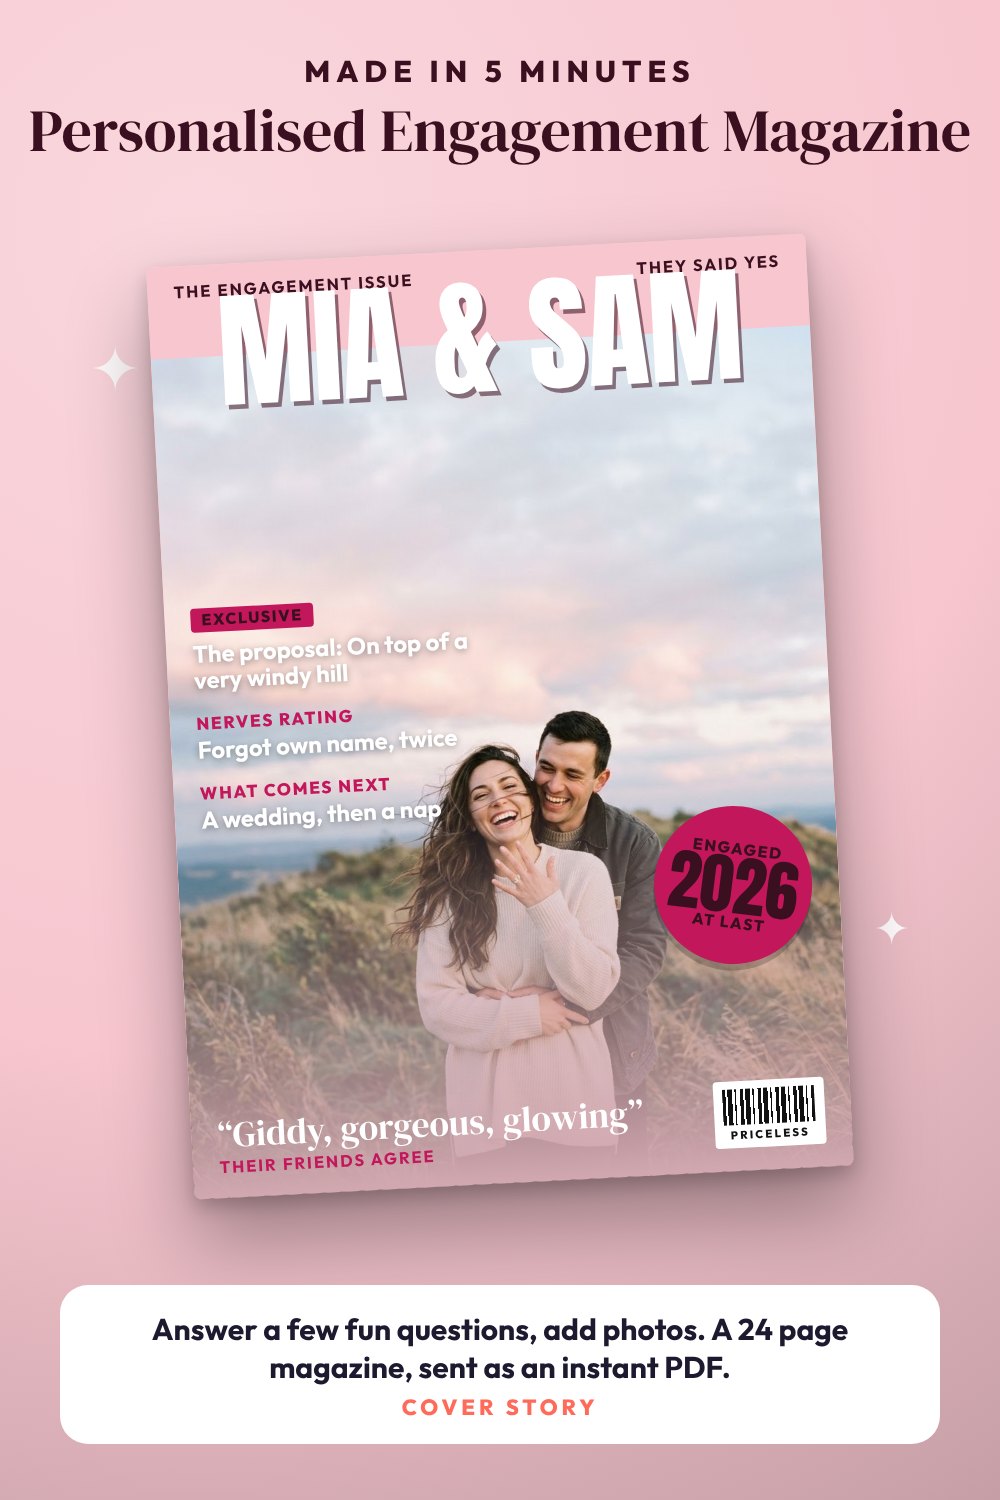 MADE IN 5 MINUTES
Personalised Engagement Magazine
THE ENGAGEMENT ISSUE
THEY SAID YES
MIA & SAM
EXCLUSIVE
The proposal: On top of a
very windy hill
NERVES RATING
Forgot own name, twice
WHAT COMES NEXT
A wedding, then a nap
ENGAGED
2026
AT LAST
“Giddy, gorgeous, glowing”
THEIR FRIENDS AGREE
PRICELESS
Answer a few fun questions, add photos. A 24 page
magazine, sent as an instant PDF.
COVER STORY